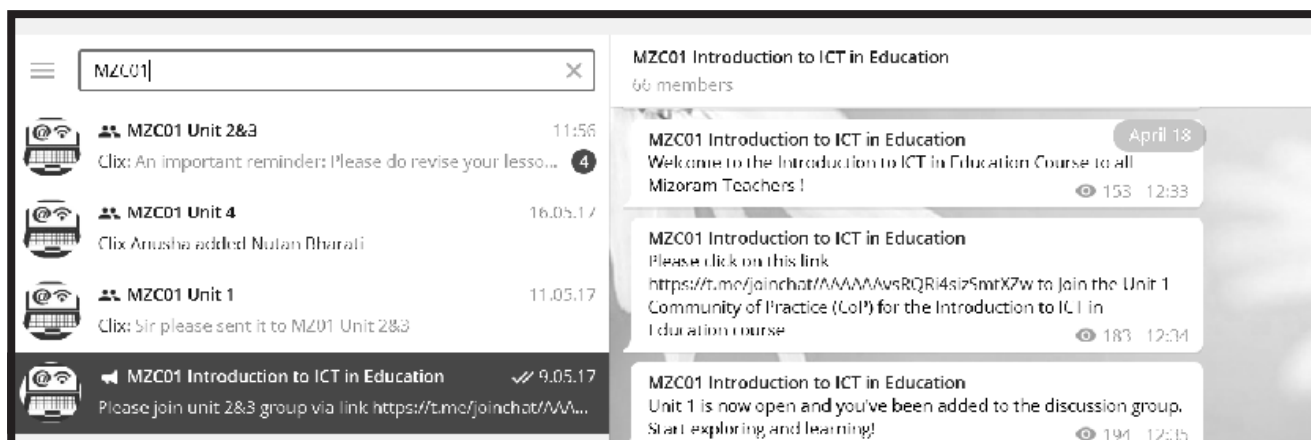 MZC01
MZC01 Unit 2&3 11:56
Clix: An important reminder: Please do revise your lesso... 4
MZC01 Unit 4 16.05.17
Clix Anusha added Nutan Bharati
MZC01 Unit 1 11.05.17
Clix: Sir please sent it to MZ01 Unit 2&3
MZC01 Introduction to ICT in Education 9.05.17
Please join unit 2&3 group via link https://t.me/joinchat/AAA...
MZC01 Introduction to ICT in Education
66 members
April 18
MZC01 Introduction to ICT in Education
Welcome to the Introduction to ICT in Education Course to all
Mizoram Teachers !
153 12:33
MZC01 Introduction to ICT in Education
Please click on this link
to Join the Unit 1
Community of Practice (CoP) for the Introduction to ICT in
Education course
183 12:34
MZC01 Introduction to ICT in Education
Unit 1 is now open and you've been added to the discussion group.
Start exploring and learning!
194 12:35